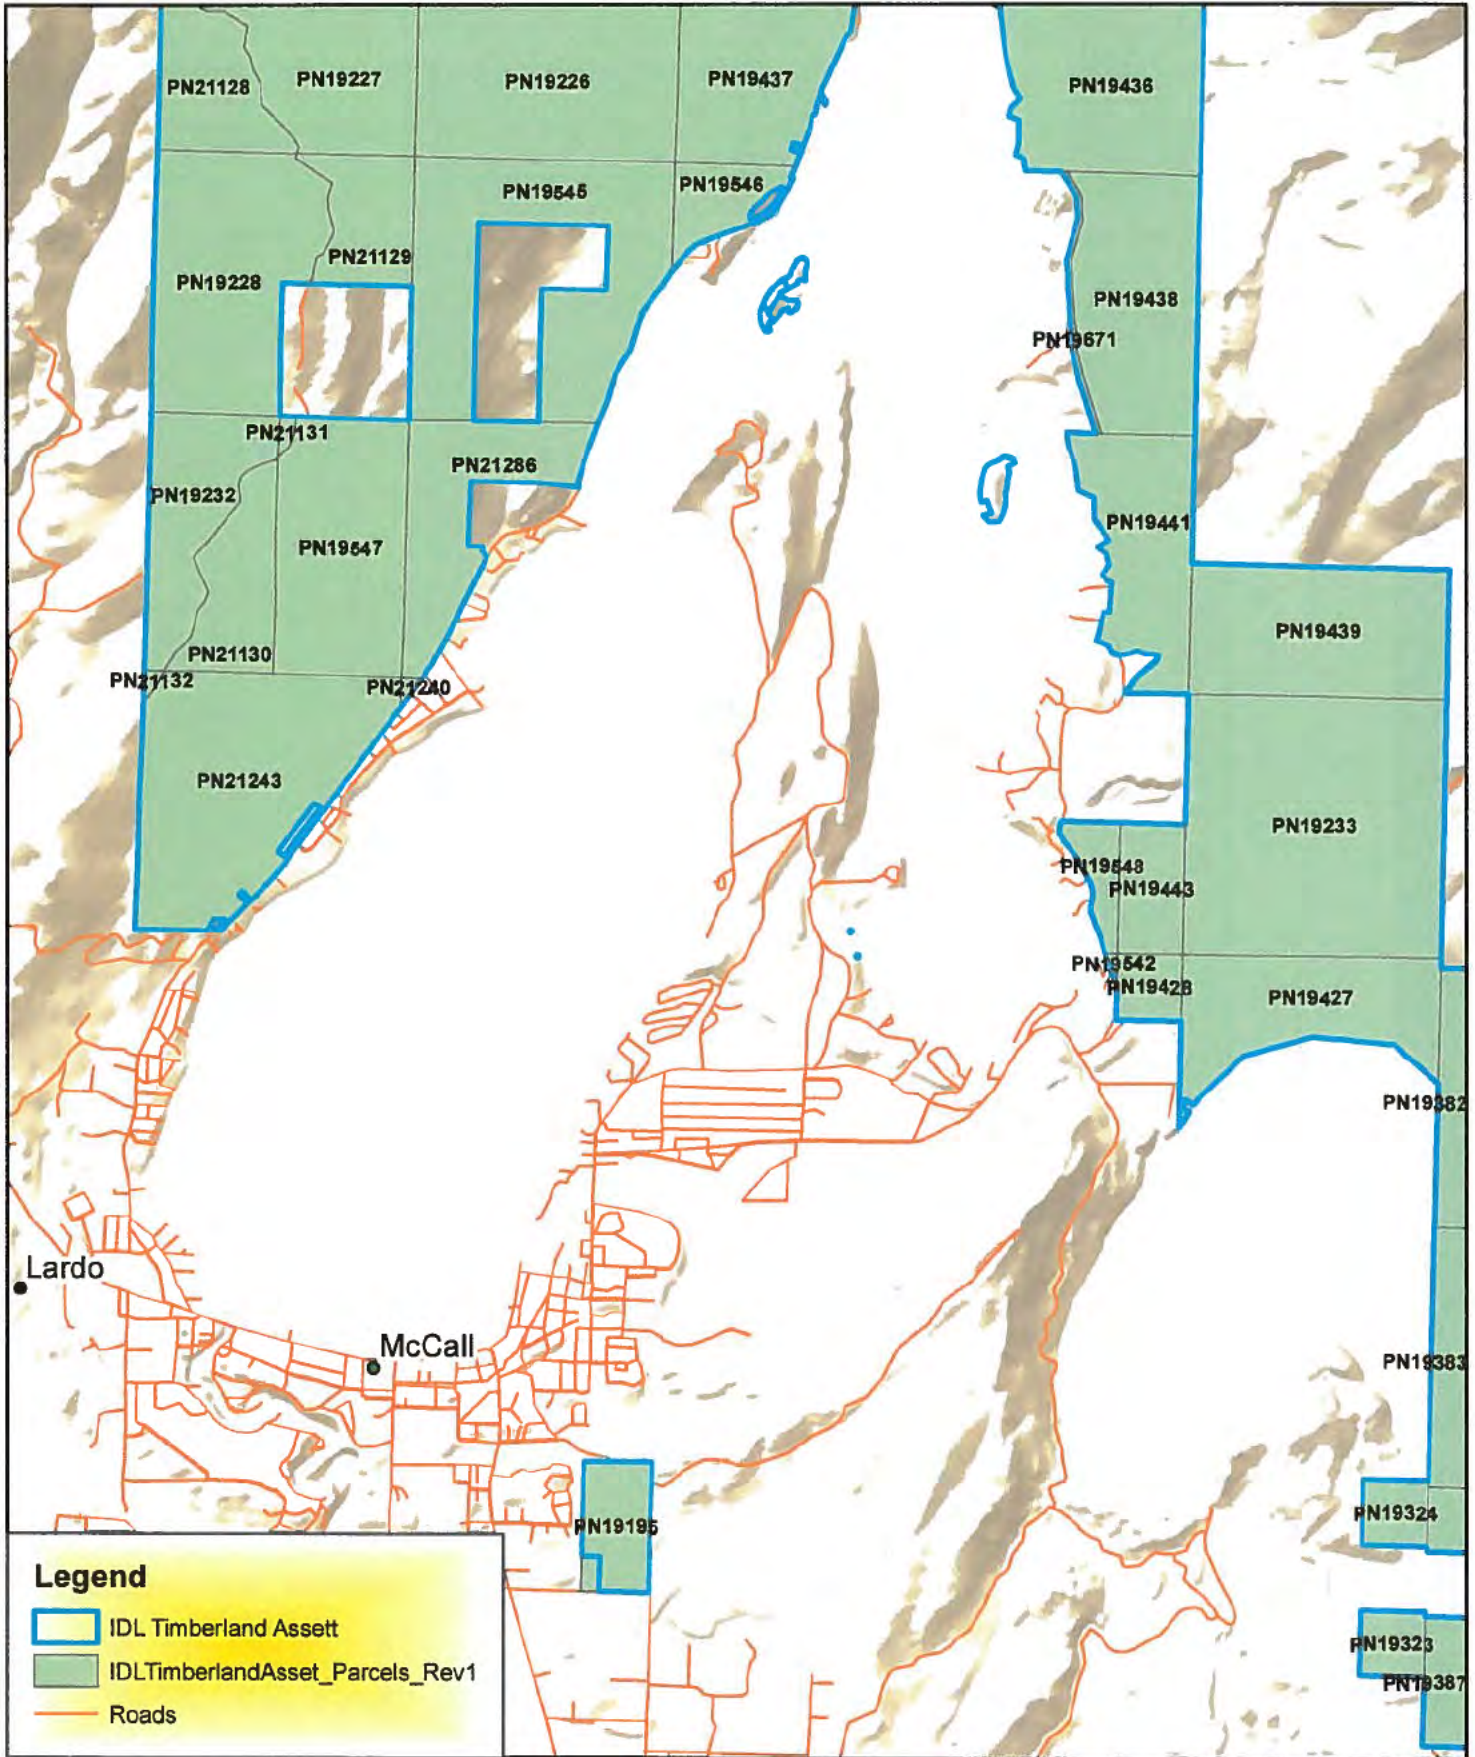 PN21128
PN19227
PN19226
PN19437
PN19436
PN19545
PN19546
PN21129
PN19228
PN19438
PN19671
PN21131
PN21286
PN19232
PN19441
PN19547
PN19439
PN21130
PN21132
PN21240
PN21243
PN19233
PN19548
PN19443
PN19542
PN19428
PN19427
PN19382
Lardo
McCall
PN19383
PN19324
PN19195
PN19323
PN19387
Legend
IDL Timberland Assett
IDLTimberlandAsset_Parcels_Rev1
Roads